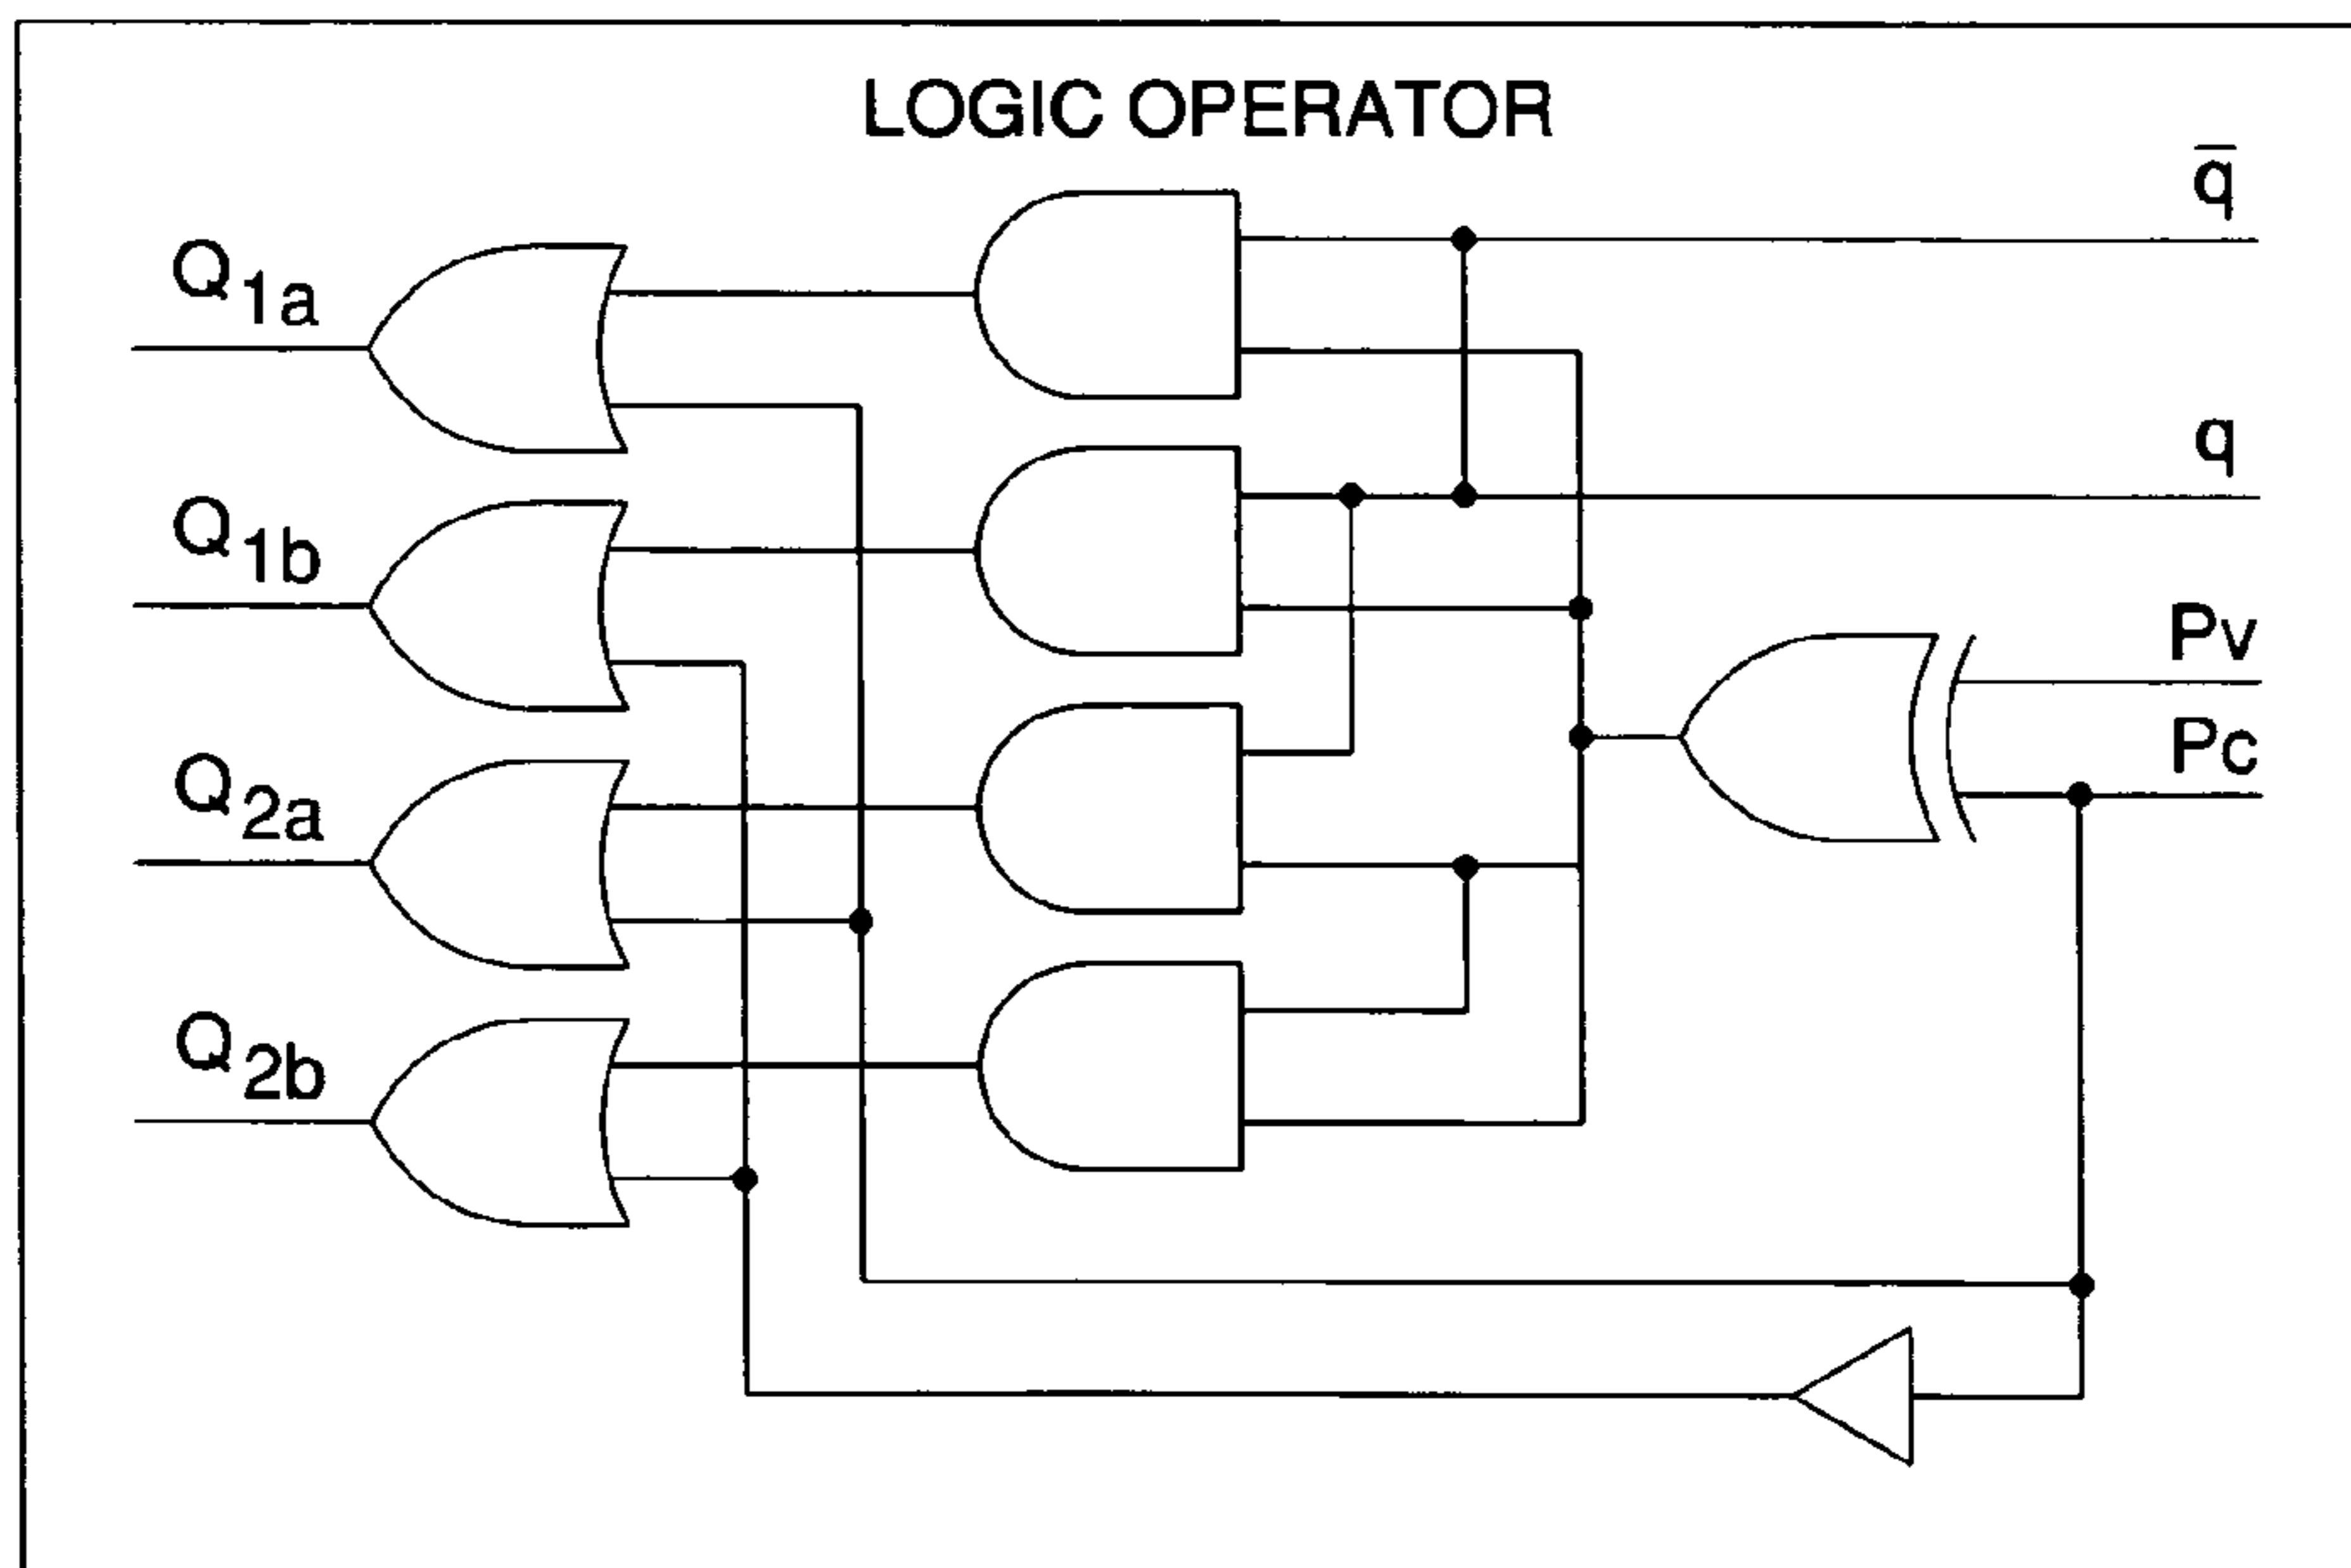 LOGIC OPERATOR
q̅
Q1a
q
Q1b
Pv
Pc
Q2a
Q2b